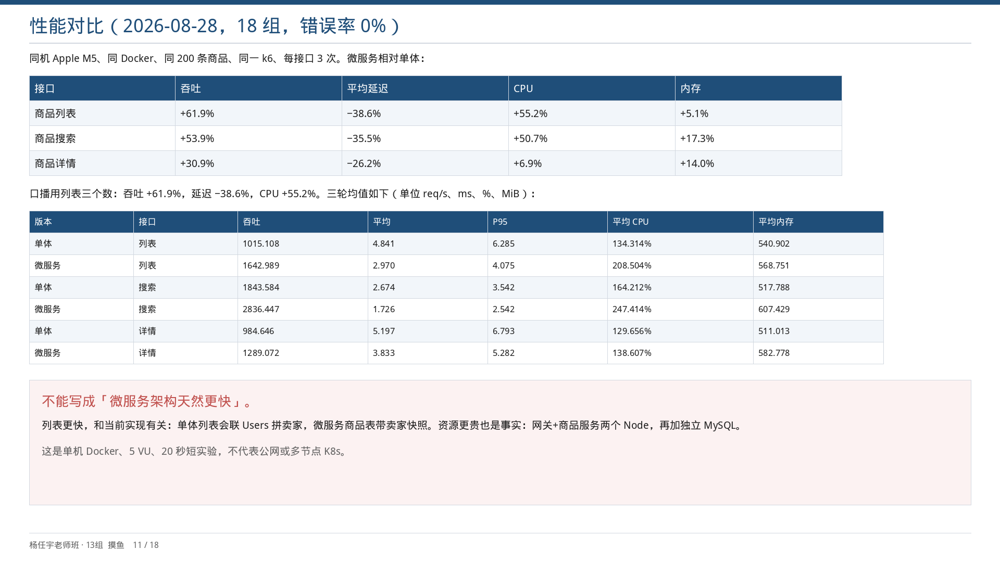 性能对比（2026-08-28，18 组，错误率 0%）
同机 Apple M5、同 Docker、同 200 条商品、同一 k6、每接口 3 次。微服务相对单体：
接口 吞吐 平均延迟 CPU 内存
商品列表 +61.9% −38.6% +55.2% +5.1%
商品搜索 +53.9% −35.5% +50.7% +17.3%
商品详情 +30.9% −26.2% +6.9% +14.0%
口播用列表三个数：吞吐 +61.9%，延迟 −38.6%，CPU +55.2%。三轮均值如下（单位 req/s、ms、%、MiB）：
版本 接口 吞吐 平均 P95 平均 CPU 平均内存
单体 列表 1015.108 4.841 6.285 134.314% 540.902
微服务 列表 1642.989 2.970 4.075 208.504% 568.751
单体 搜索 1843.584 2.674 3.542 164.212% 517.788
微服务 搜索 2836.447 1.726 2.542 247.414% 607.429
单体 详情 984.646 5.197 6.793 129.656% 511.013
微服务 详情 1289.072 3.833 5.282 138.607% 582.778
不能写成「微服务架构天然更快」。
列表更快，和当前实现有关：单体列表会联 Users 拼卖家，微服务商品表带卖家快照。资源更贵也是事实：网关+商品服务两个 Node，再加独立 MySQL。
这是单机 Docker、5 VU、20 秒短实验，不代表公网或多节点 K8s。
杨任宇老师班 · 13组 摸鱼 11 / 18